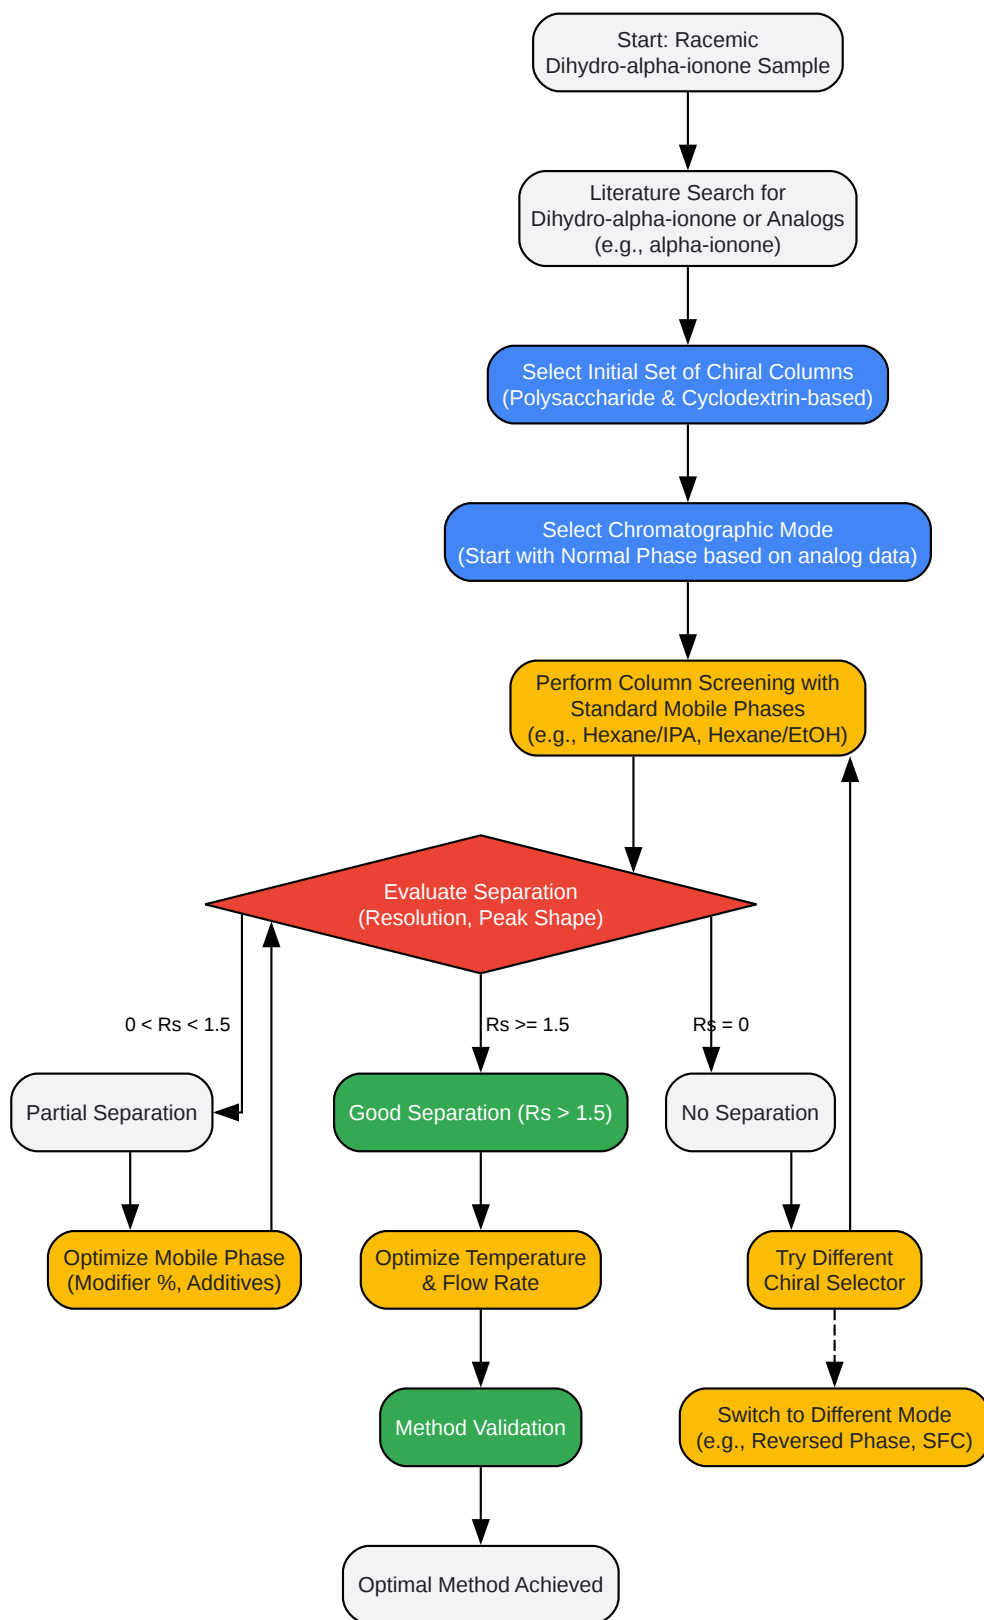 Start: Racemic
Dihydro-alpha-ionone Sample
Literature Search for
Dihydro-alpha-ionone or Analogs
(e.g., alpha-ionone)
Select Initial Set of Chiral Columns
(Polysaccharide & Cyclodextrin-based)
Select Chromatographic Mode
(Start with Normal Phase based on analog data)
Perform Column Screening with
Standard Mobile Phases
(e.g., Hexane/IPA, Hexane/EtOH)
Evaluate Separation
(Resolution, Peak Shape)
0 < Rs < 1.5
Rs >= 1.5
Rs = 0
Partial Separation
Good Separation (Rs > 1.5)
No Separation
Optimize Mobile Phase
(Modifier %, Additives)
Optimize Temperature
& Flow Rate
Try Different
Chiral Selector
Method Validation
Switch to Different Mode
(e.g., Reversed Phase, SFC)
Optimal Method Achieved